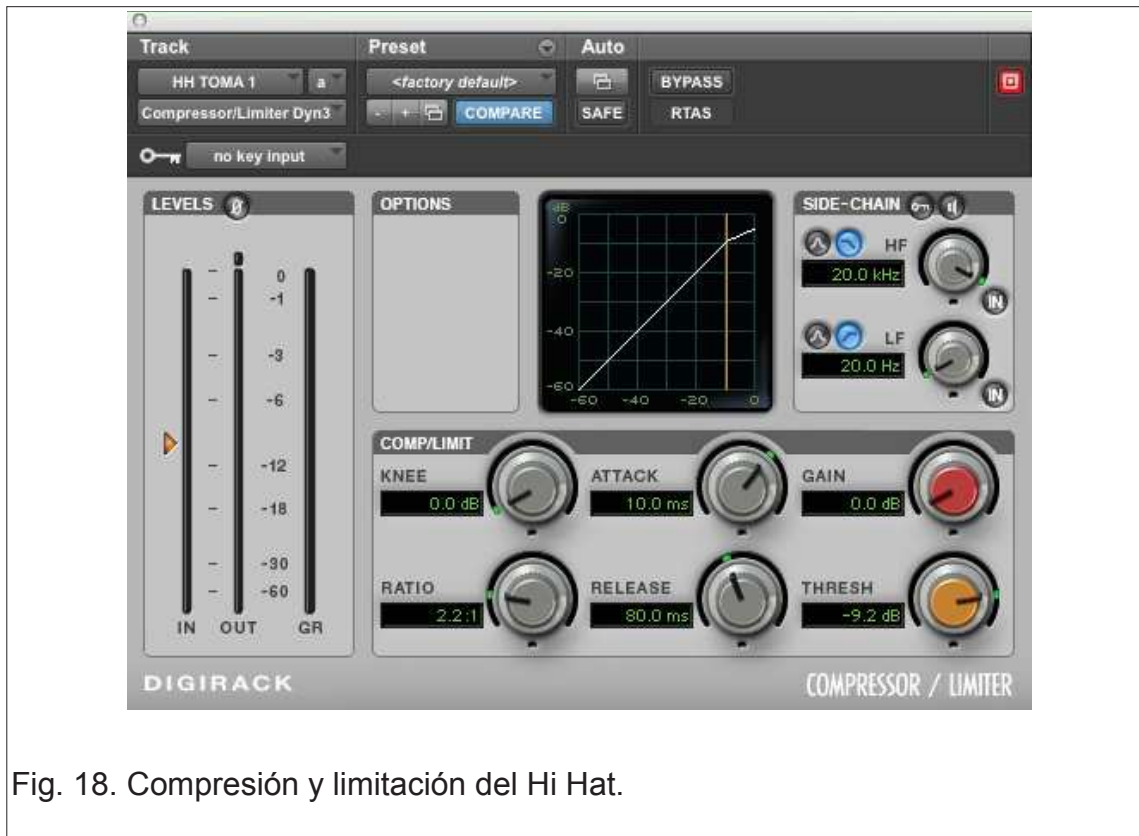 Track Preset Auto
HH TOMA 1 a <factory default> BYPASS
Compressor/Limiter Dyn3 - + COMPARE SAFE RTAS
no key input
LEVELS Ø
0
-1
-3
-6
-12
-18
-30
-60
IN OUT GR
OPTIONS
dB
0
-20
-40
-60
-60 -40 -20 0
SIDE-CHAIN
HF
20.0 kHz
IN
LF
20.0 Hz
IN
COMP/LIMIT
KNEE ATTACK GAIN
0.0 dB 10.0 ms 0.0 dB
RATIO RELEASE THRESH
2.2:1 80.0 ms -9.2 dB
DIGIRACK COMPRESSOR / LIMITER
Fig. 18. Compresión y limitación del Hi Hat.